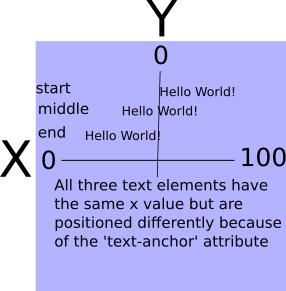 Y
0
start
Hello World!
middle
Hello World!
end
Hello World!
X
0
100
All three text elements have
the same x value but are
positioned differently because
of the 'text-anchor' attribute